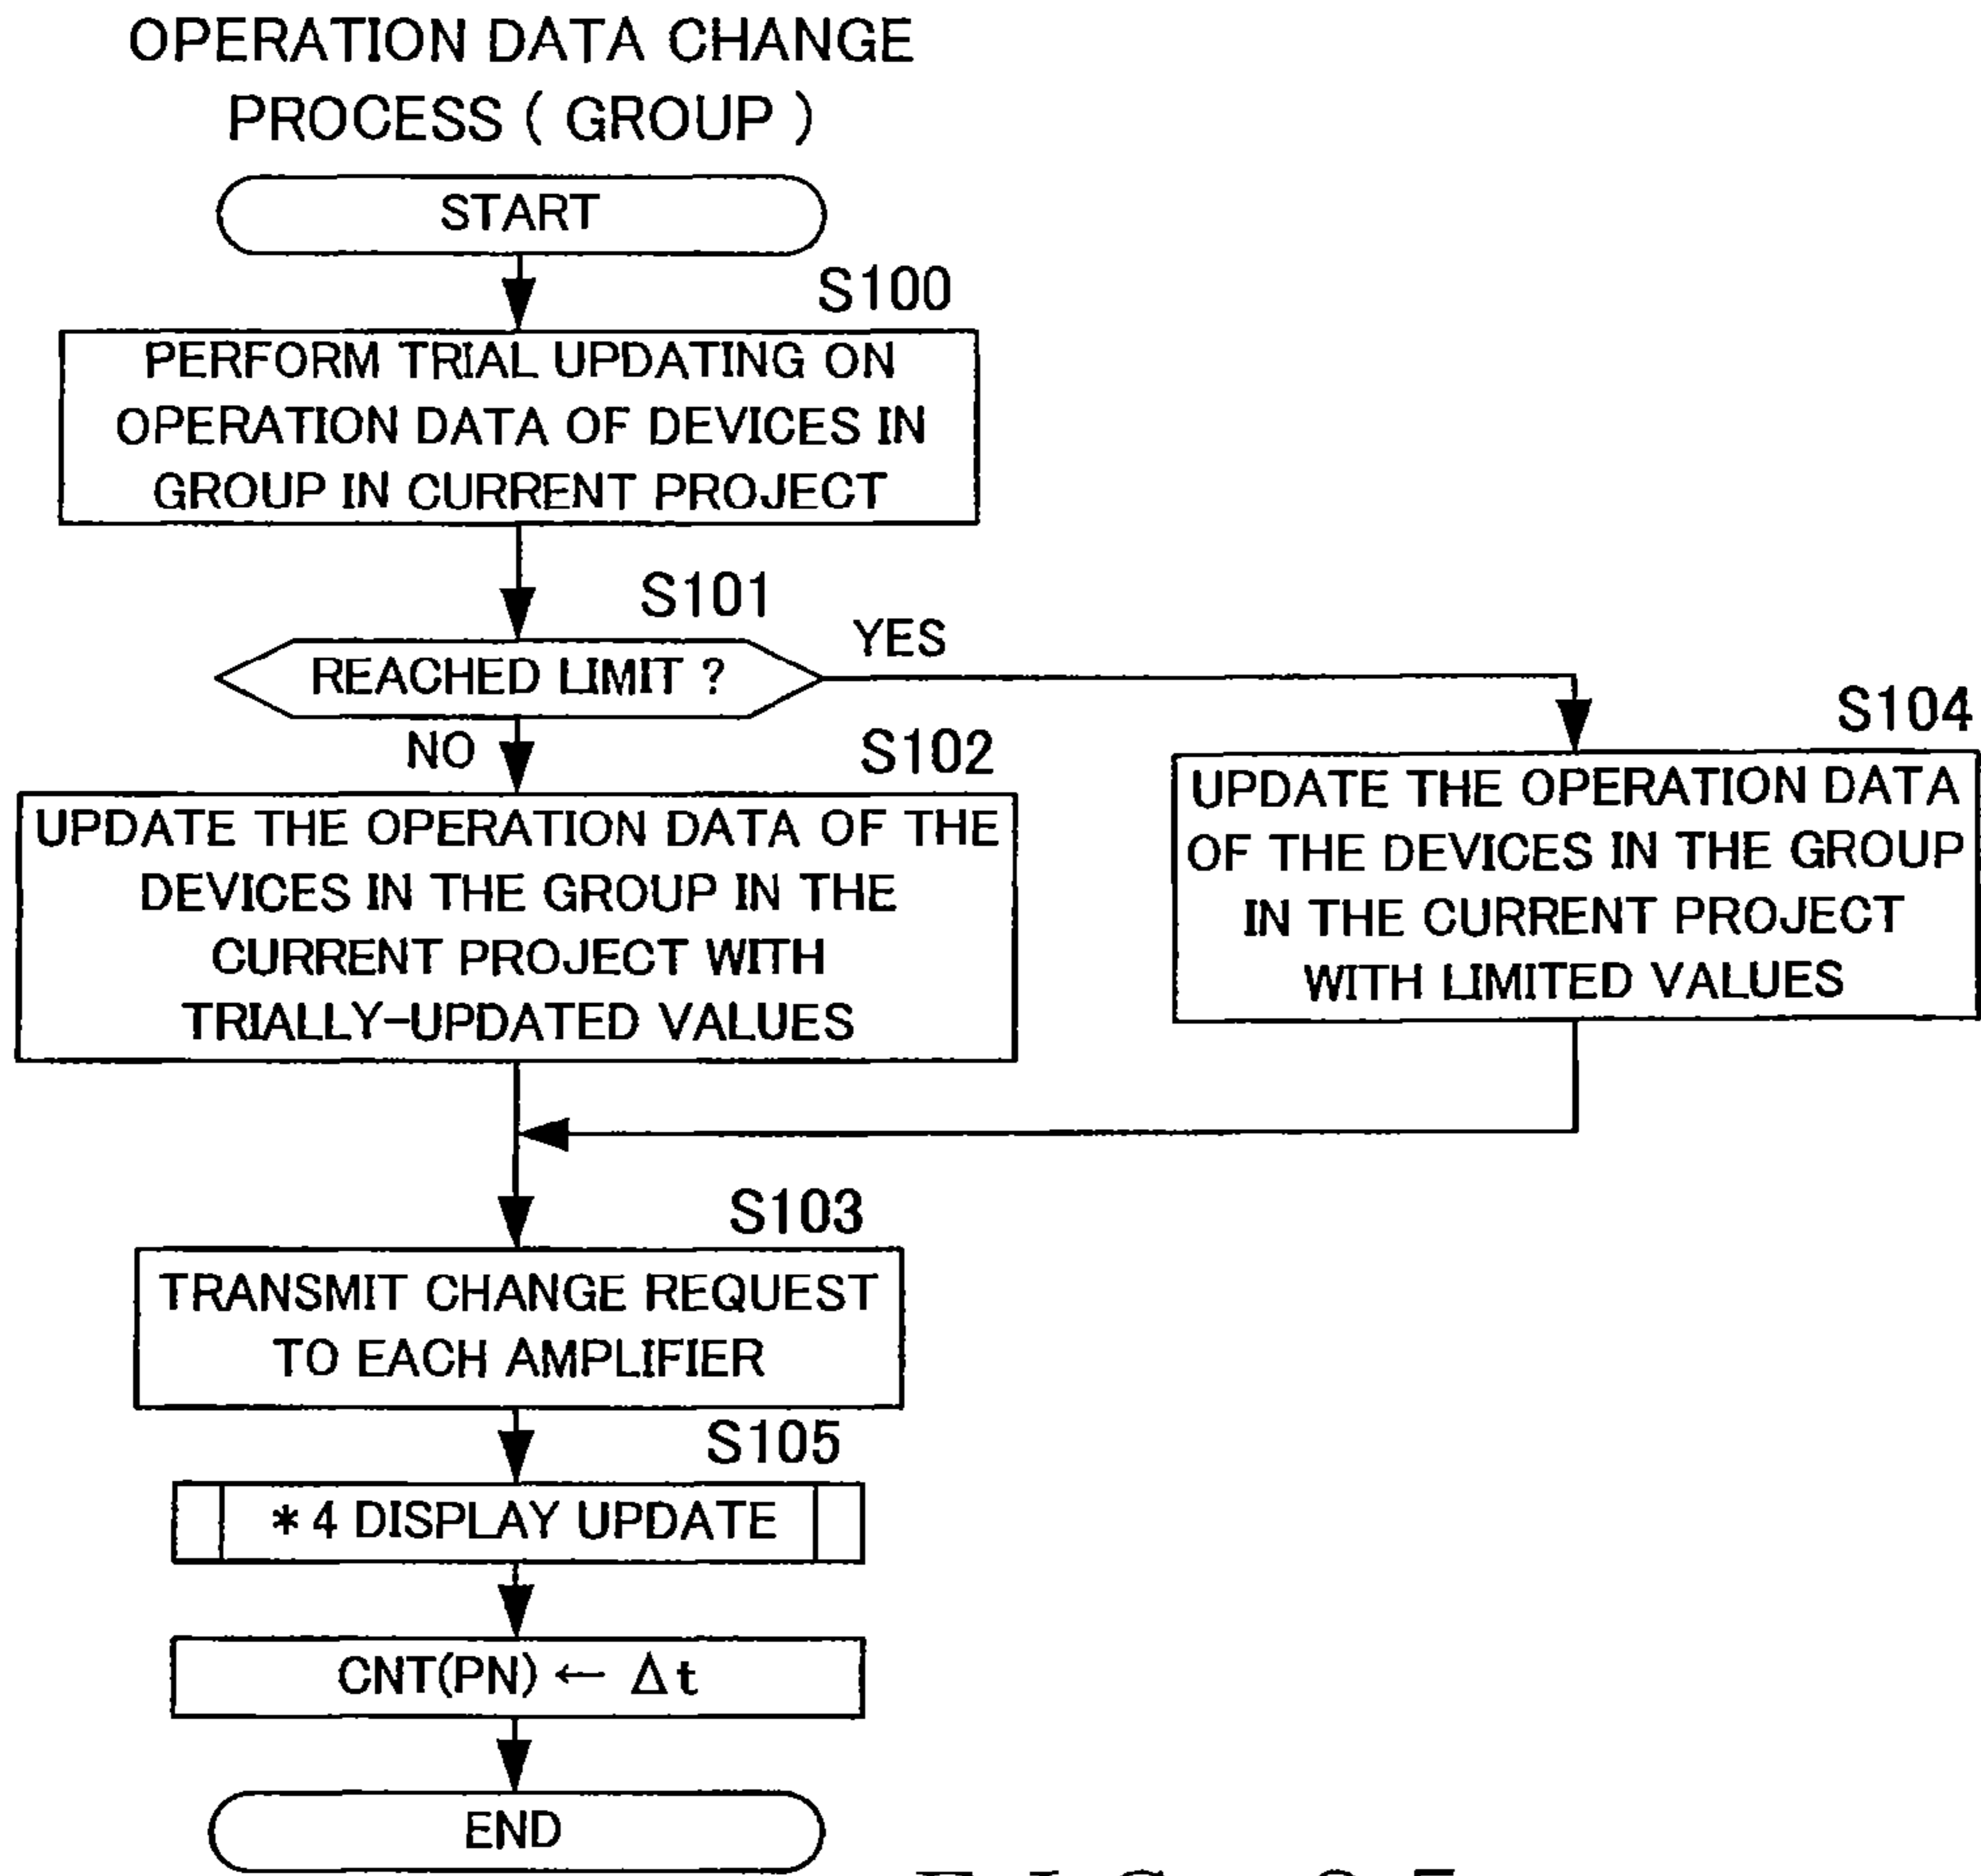 OPERATION DATA CHANGE
PROCESS ( GROUP )
START
S100
PERFORM TRIAL UPDATING ON
OPERATION DATA OF DEVICES IN
GROUP IN CURRENT PROJECT
S101
REACHED LIMIT ?
YES
NO
S102
UPDATE THE OPERATION DATA OF THE
DEVICES IN THE GROUP IN THE
CURRENT PROJECT WITH
TRIALLY-UPDATED VALUES
S104
UPDATE THE OPERATION DATA
OF THE DEVICES IN THE GROUP
IN THE CURRENT PROJECT
WITH LIMITED VALUES
S103
TRANSMIT CHANGE REQUEST
TO EACH AMPLIFIER
S105
*4 DISPLAY UPDATE
CNT(PN) ← Δt
END